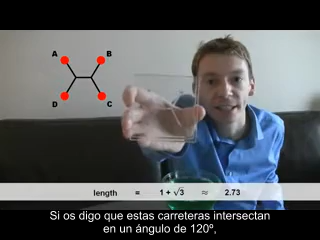 A B
D C
length = 1 + √3 ≈ 2.73
Si os digo que estas carreteras intersectan
en un ángulo de 120º,